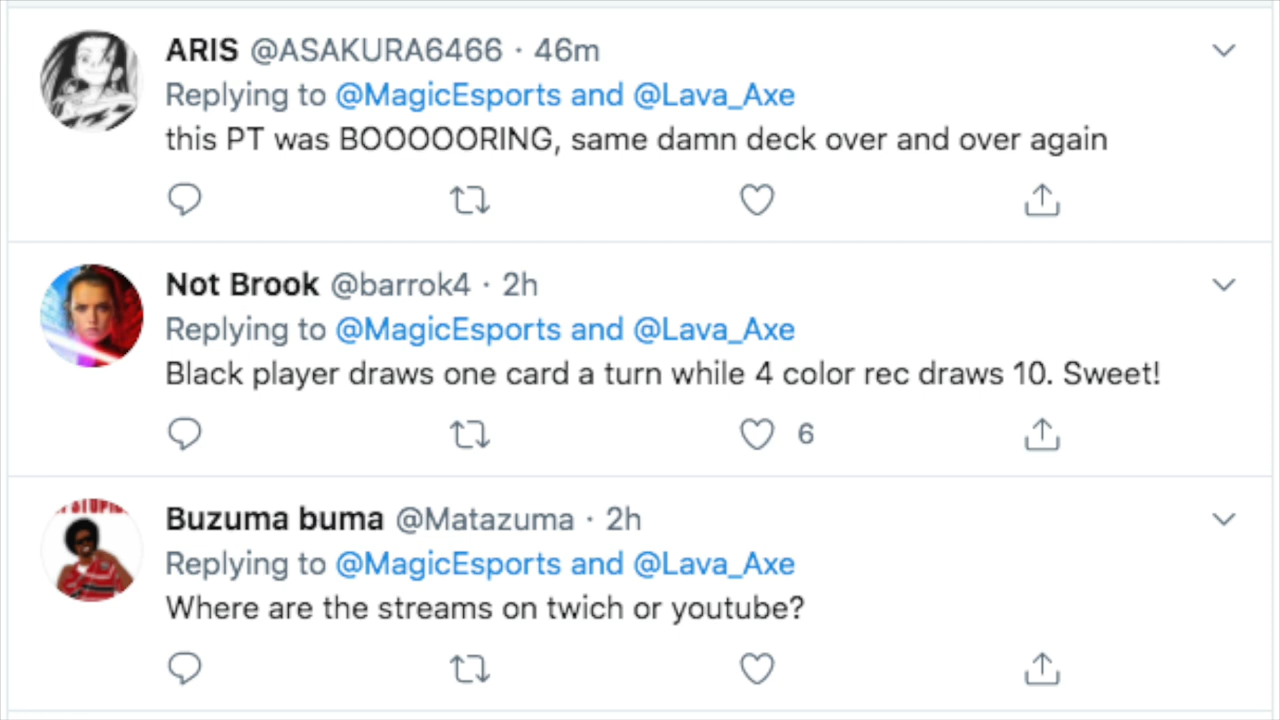 ARIS @ASAKURA6466 · 46m
Replying to @MagicEsports and @Lava_Axe
this PT was BOOOOORING, same damn deck over and over again
Not Brook @barrok4 · 2h
Replying to @MagicEsports and @Lava_Axe
Black player draws one card a turn while 4 color rec draws 10. Sweet!
6
Buzuma buma @Matazuma · 2h
Replying to @MagicEsports and @Lava_Axe
Where are the streams on twich or youtube?